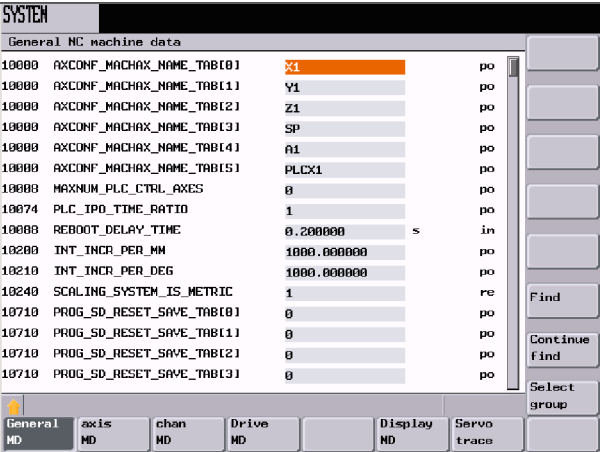 SYSTEM
General NC machine data
10000 AXCONF_MACHAX_NAME_TAB[0] X1 po
10000 AXCONF_MACHAX_NAME_TAB[1] Y1 po
10000 AXCONF_MACHAX_NAME_TAB[2] Z1 po
10000 AXCONF_MACHAX_NAME_TAB[3] SP po
10000 AXCONF_MACHAX_NAME_TAB[4] A1 po
10000 AXCONF_MACHAX_NAME_TAB[5] PLCX1 po
10008 MAXNUM_PLC_CTRL_AXES 0 po
10074 PLC_IPO_TIME_RATIO 1 po
10088 REBOOT_DELAY_TIME 0.200000 s im
10200 INT_INCR_PER_MM 1000.000000 po
10210 INT_INCR_PER_DEG 1000.000000 po
10240 SCALING_SYSTEM_IS_METRIC 1 re
10710 PROG_SD_RESET_SAVE_TAB[0] 0 po
10710 PROG_SD_RESET_SAVE_TAB[1] 0 po
10710 PROG_SD_RESET_SAVE_TAB[2] 0 po
10710 PROG_SD_RESET_SAVE_TAB[3] 0 po
Find
Continue
find
Select
group
General
MD
axis
MD
chan
MD
Drive
MD
Display
MD
Servo
trace